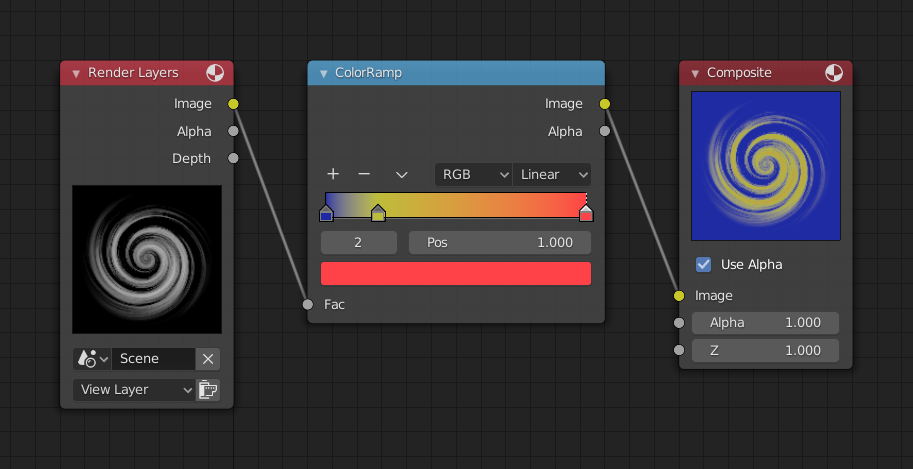 Render Layers
Image
Alpha
Depth
Scene
View Layer
ColorRamp
Image
Alpha
RGB Linear
2 Pos 1.000
Fac
Composite
Use Alpha
Image
Alpha 1.000
Z 1.000